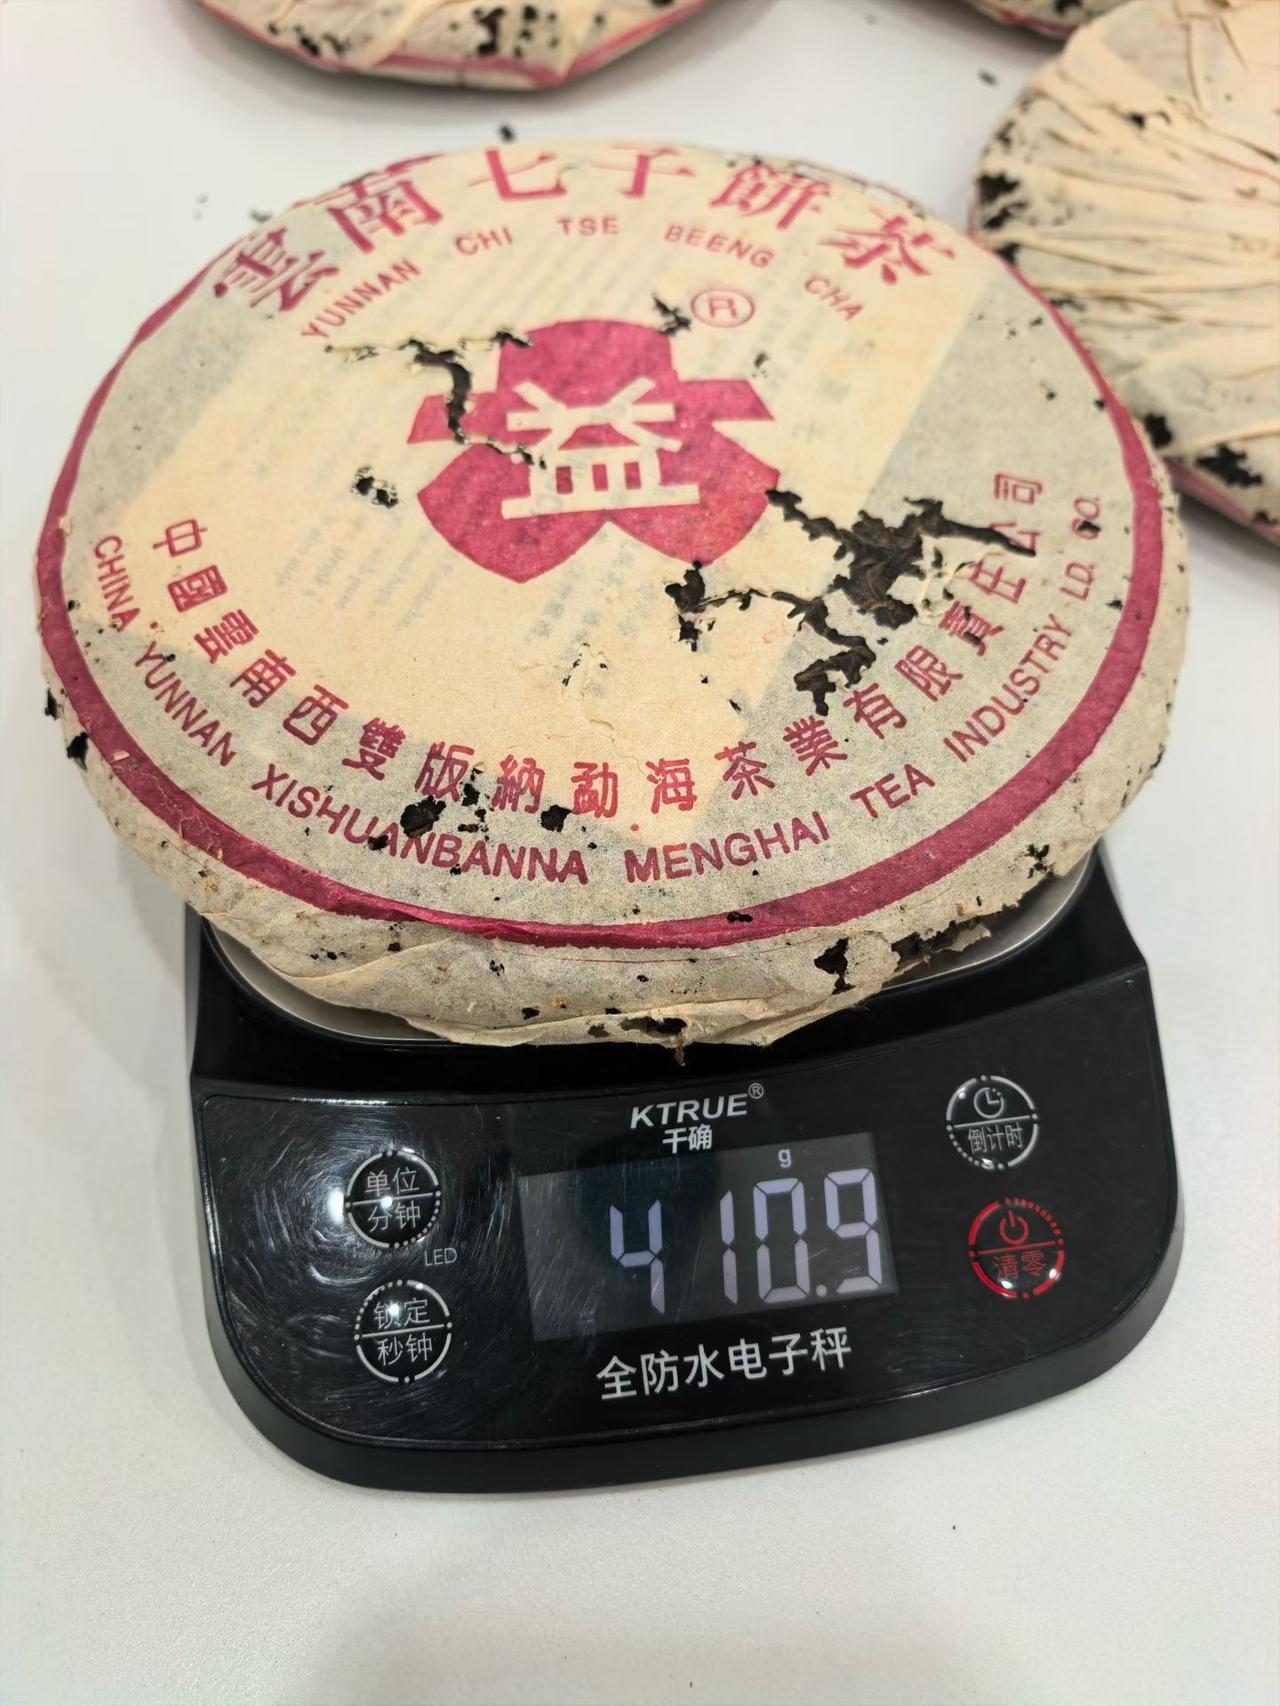 雲南七子餅茶
YUNNAN CHI TSE BEENG CHA
®
益
中國雲南西雙版納勐海茶業有限責任公司
CHINA. YUNNAN XISHUANBANNA MENGHAI TEA INDUSTRY LD. CO.
KTRUE®
千确
g
410.9
单位
分钟
LED
锁定
秒钟
倒计时
清零
全防水电子秤